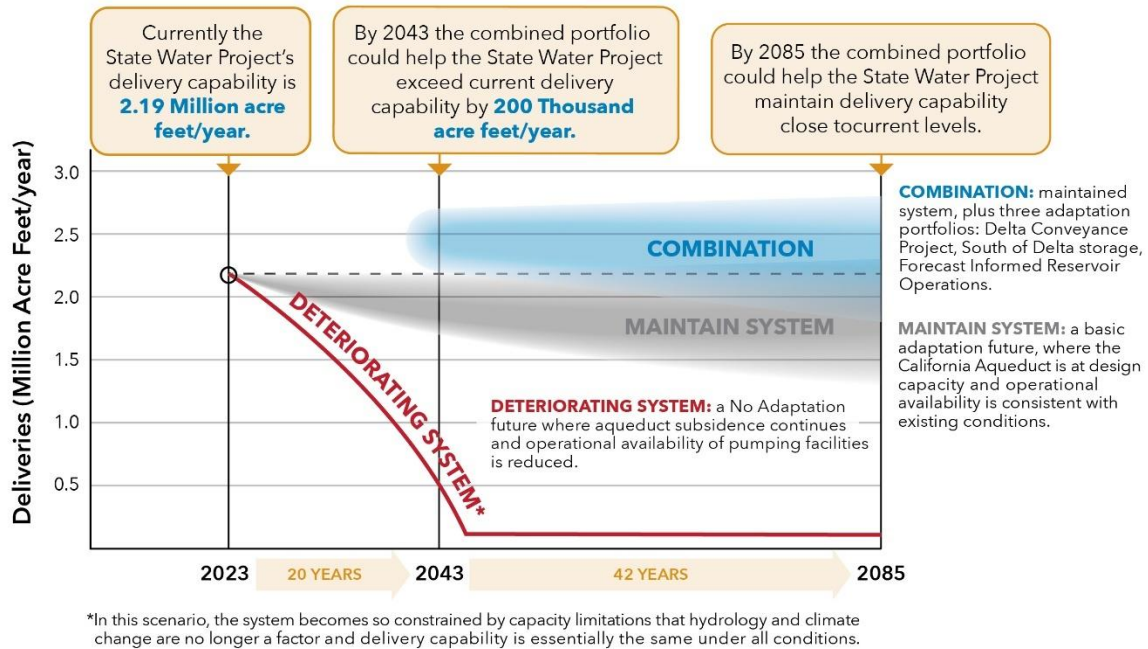 Currently the
State Water Project's
delivery capability is
2.19 Million acre
feet/year.
By 2043 the combined portfolio
could help the State Water Project
exceed current delivery
capability by 200 Thousand
acre feet/year.
By 2085 the combined portfolio
could help the State Water Project
maintain delivery capability
close tocurrent levels.
Deliveries (Million Acre Feet/year)
3.0
2.5
2.0
1.5
1.0
0.5
COMBINATION
MAINTAIN SYSTEM
DETERIORATING SYSTEM*
DETERIORATING SYSTEM: a No Adaptation
future where aqueduct subsidence continues
and operational availability of pumping facilities
is reduced.
COMBINATION: maintained
system, plus three adaptation
portfolios: Delta Conveyance
Project, South of Delta storage,
Forecast Informed Reservoir
Operations.
MAINTAIN SYSTEM: a basic
adaptation future, where the
California Aqueduct is at design
capacity and operational
availability is consistent with
existing conditions.
2023
20 YEARS
2043
42 YEARS
2085
*In this scenario, the system becomes so constrained by capacity limitations that hydrology and climate
change are no longer a factor and delivery capability is essentially the same under all conditions.